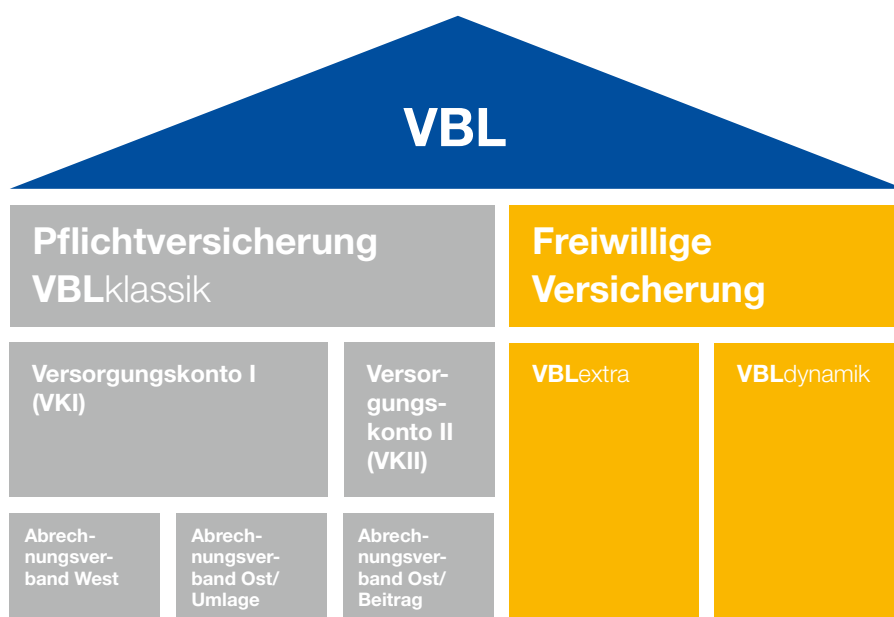 VBL
Pflichtversicherung
VBLklassik
Freiwillige
Versicherung
Versorgungskonto I
(VKI)
Versor-
gungs-
konto II
(VKII)
VBLextra
VBLdynamik
Abrech-
nungsver-
band West
Abrech-
nungsver-
band Ost/
Umlage
Abrech-
nungsver-
band Ost/
Beitrag